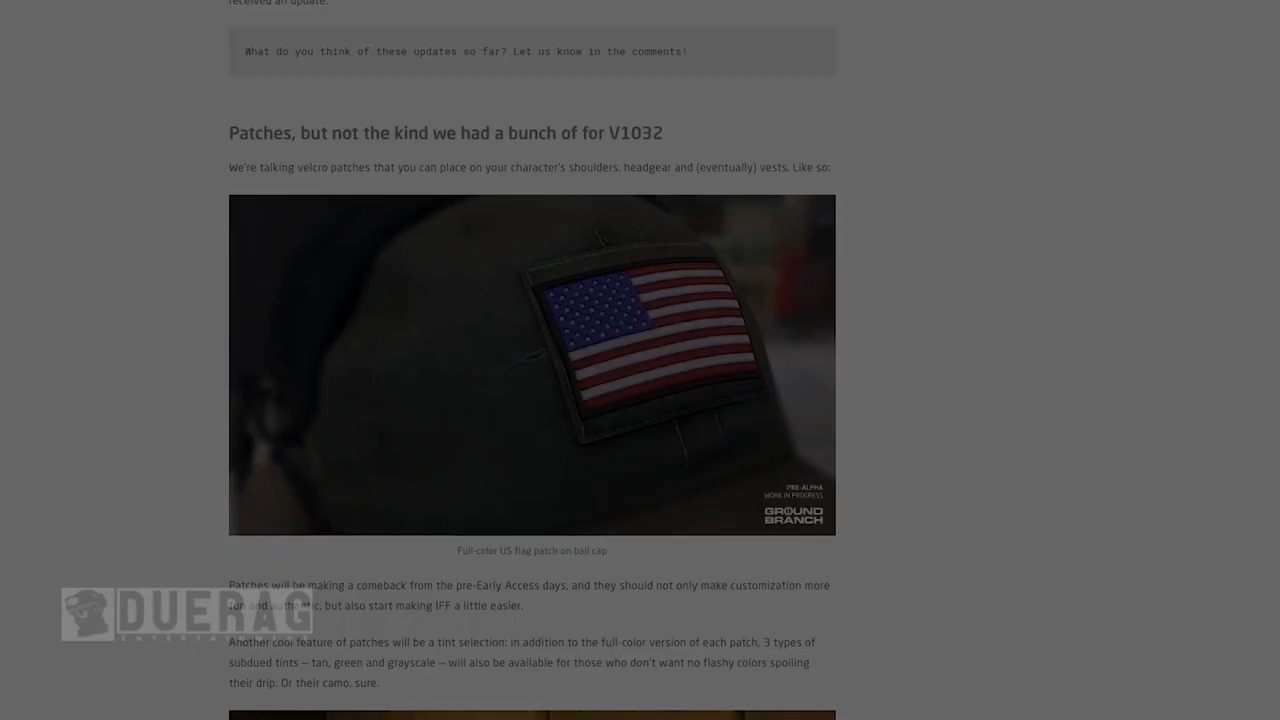 received an update.
What do you think of these updates so far? Let us know in the comments!
Patches, but not the kind we had a bunch of for V1032
We're talking velcro patches that you can place on your character's shoulders, headgear and (eventually) vests. Like so:
PRE-ALPHA
WORK IN PROGRESS
GROUND
BRANCH
Full-color US flag patch on ball cap
Patches will be making a comeback from the pre-Early Access days, and they should not only make customization more
fun and authentic, but also start making IFF a little easier.
DUERAG
ENTERTAINMENT
Another cool feature of patches will be a tint selection: in addition to the full-color version of each patch, 3 types of
subdued tints — tan, green and grayscale — will also be available for those who don't want no flashy colors spoiling
their drip. Or their camo, sure.